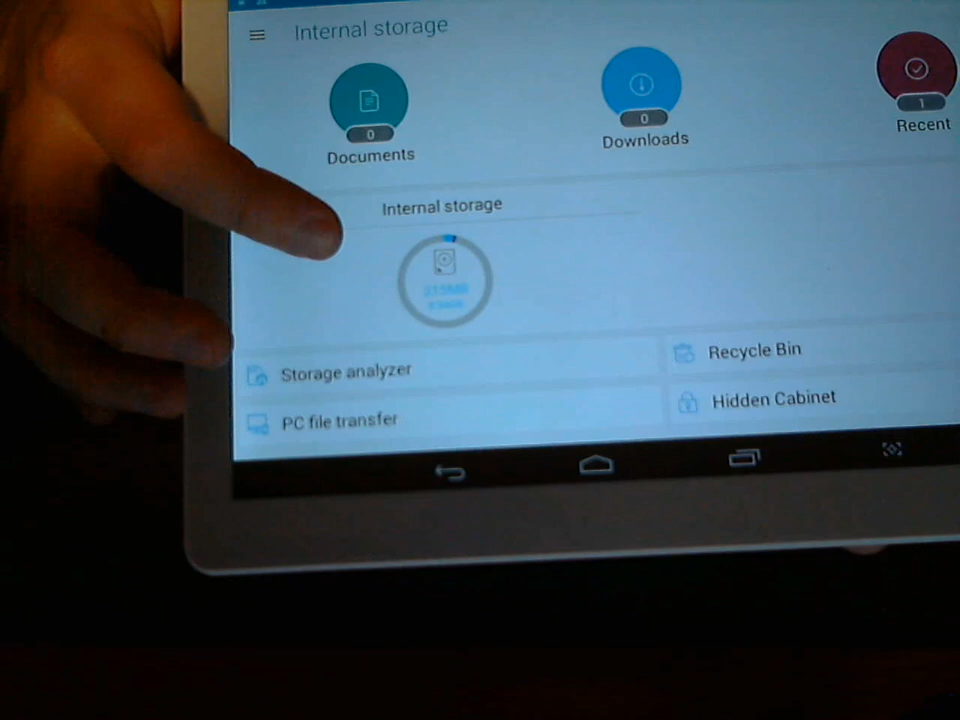 Internal storage
0
0
1
Documents
Downloads
Recent
Internal storage
Storage analyzer
Recycle Bin
PC file transfer
Hidden Cabinet